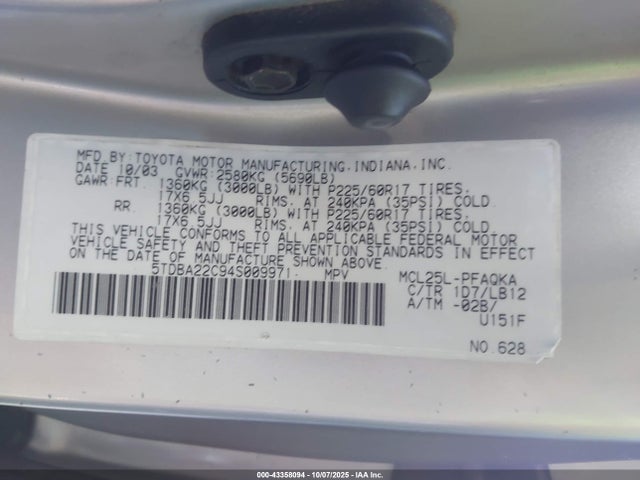 MFD.BY:TOYOTA MOTOR MANUFACTURING,INDIANA,INC.
DATE 10/03 GVWR:2580KG (5690LB)
GAWR:FRT. 1360KG (3000LB) WITH P225/60R17 TIRES,
17X6.5JJ RIMS, AT 240KPA (35PSI) COLD.
RR. 1360KG (3000LB) WITH P225/60R17 TIRES,
17X6.5JJ RIMS, AT 240KPA (35PSI) COLD.
THIS VEHICLE CONFORMS TO ALL APPLICABLE FEDERAL MOTOR
VEHICLE SAFETY AND THEFT PREVENTION STANDARDS IN EFFECT
ON THE DATE OF MANUFACTURE SHOWN ABOVE.
5TDBA22C94S009971. MPV MCL25L-PFAQKA
C/TR 1D7/LB12
A/TM -02B/
U151F
NO.628
000-43358094 • 10/07/2025 • IAA Corp.